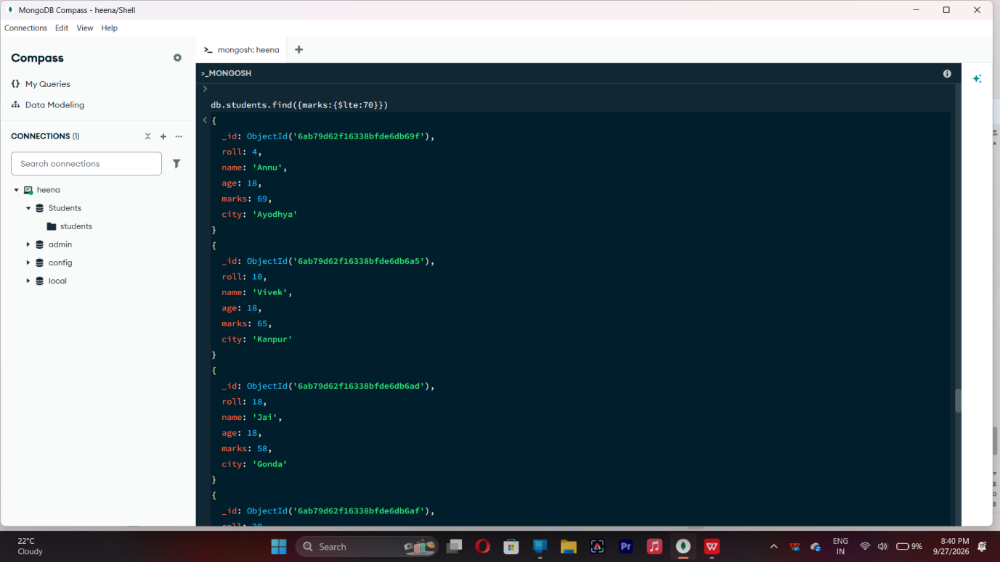 MongoDB Compass - heena/Shell
Connections Edit View Help
Compass
My Queries
Data Modeling
CONNECTIONS (1)
Search connections
heena
Students
students
admin
config
local
mongosh: heena
>_MONGOSH
db.students.find({marks:{$lte:70}})
{
_id: ObjectId('6ab79d62f16338bfde6db69f'),
roll: 4,
name: 'Annu',
age: 18,
marks: 69,
city: 'Ayodhya'
}
{
_id: ObjectId('6ab79d62f16338bfde6db6a5'),
roll: 10,
name: 'Vivek',
age: 18,
marks: 65,
city: 'Kanpur'
}
{
_id: ObjectId('6ab79d62f16338bfde6db6ad'),
roll: 18,
name: 'Jai',
age: 18,
marks: 58,
city: 'Gonda'
}
{
_id: ObjectId('6ab79d62f16338bfde6db6af'),
roll: 20
22°C
Cloudy
Search
Pr
ENG
IN
9%
8:40 PM
9/27/2026